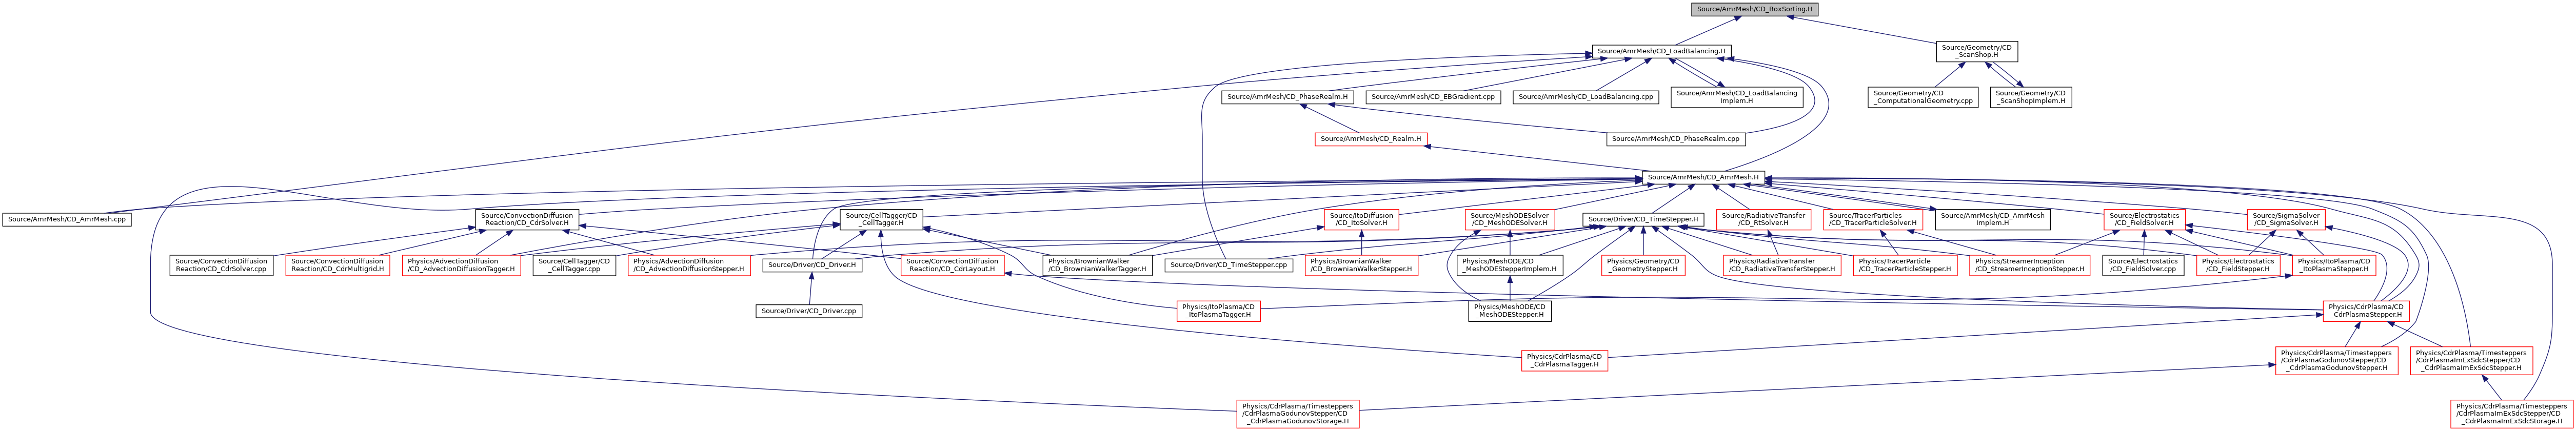 Source/AmrMesh/CD_BoxSorting.H
Source/AmrMesh/CD_LoadBalancing.H
Source/Geometry/CD
_ScanShop.H
Source/AmrMesh/CD_PhaseRealm.H
Source/AmrMesh/CD_EBGradient.cpp
Source/AmrMesh/CD_LoadBalancing.cpp
Source/AmrMesh/CD_LoadBalancing
Implem.H
Source/Geometry/CD
_ComputationalGeometry.cpp
Source/Geometry/CD
_ScanShopImplem.H
Source/AmrMesh/CD_Realm.H
Source/AmrMesh/CD_PhaseRealm.cpp
Source/AmrMesh/CD_AmrMesh.H
Source/AmrMesh/CD_AmrMesh.cpp
Source/ConvectionDiffusion
Reaction/CD_CdrSolver.H
Source/CellTagger/CD
_CellTagger.H
Source/ItoDiffusion
/CD_ItoSolver.H
Source/MeshODESolver
/CD_MeshODESolver.H
Source/Driver/CD_TimeStepper.H
Source/RadiativeTransfer
/CD_RtSolver.H
Source/TracerParticles
/CD_TracerParticleSolver.H
Source/AmrMesh/CD_AmrMesh
Implem.H
Source/Electrostatics
/CD_FieldSolver.H
Source/SigmaSolver
/CD_SigmaSolver.H
Source/ConvectionDiffusion
Reaction/CD_CdrSolver.cpp
Source/ConvectionDiffusion
Reaction/CD_CdrMultigrid.H
Physics/AdvectionDiffusion
/CD_AdvectionDiffusionTagger.H
Source/CellTagger/CD
_CellTagger.cpp
Physics/AdvectionDiffusion
/CD_AdvectionDiffusionStepper.H
Source/Driver/CD_Driver.H
Source/ConvectionDiffusion
Reaction/CD_CdrLayout.H
Physics/BrownianWalker
/CD_BrownianWalkerTagger.H
Source/Driver/CD_TimeStepper.cpp
Physics/BrownianWalker
/CD_BrownianWalkerStepper.H
Physics/MeshODE/CD
_MeshODEStepperImplem.H
Physics/Geometry/CD
_GeometryStepper.H
Physics/RadiativeTransfer
/CD_RadiativeTransferStepper.H
Physics/TracerParticle
/CD_TracerParticleStepper.H
Physics/StreamerInception
/CD_StreamerInceptionStepper.H
Source/Electrostatics
/CD_FieldSolver.cpp
Physics/Electrostatics
/CD_FieldStepper.H
Physics/ItoPlasma/CD
_ItoPlasmaStepper.H
Source/Driver/CD_Driver.cpp
Physics/ItoPlasma/CD
_ItoPlasmaTagger.H
Physics/MeshODE/CD
_MeshODEStepper.H
Physics/CdrPlasma/CD
_CdrPlasmaStepper.H
Physics/CdrPlasma/CD
_CdrPlasmaTagger.H
Physics/CdrPlasma/Timesteppers
/CdrPlasmaGodunovStepper/CD
_CdrPlasmaGodunovStepper.H
Physics/CdrPlasma/Timesteppers
/CdrPlasmaImExSdcStepper/CD
_CdrPlasmaImExSdcStepper.H
Physics/CdrPlasma/Timesteppers
/CdrPlasmaGodunovStepper/CD
_CdrPlasmaGodunovStorage.H
Physics/CdrPlasma/Timesteppers
/CdrPlasmaImExSdcStepper/CD
_CdrPlasmaImExSdcStorage.H